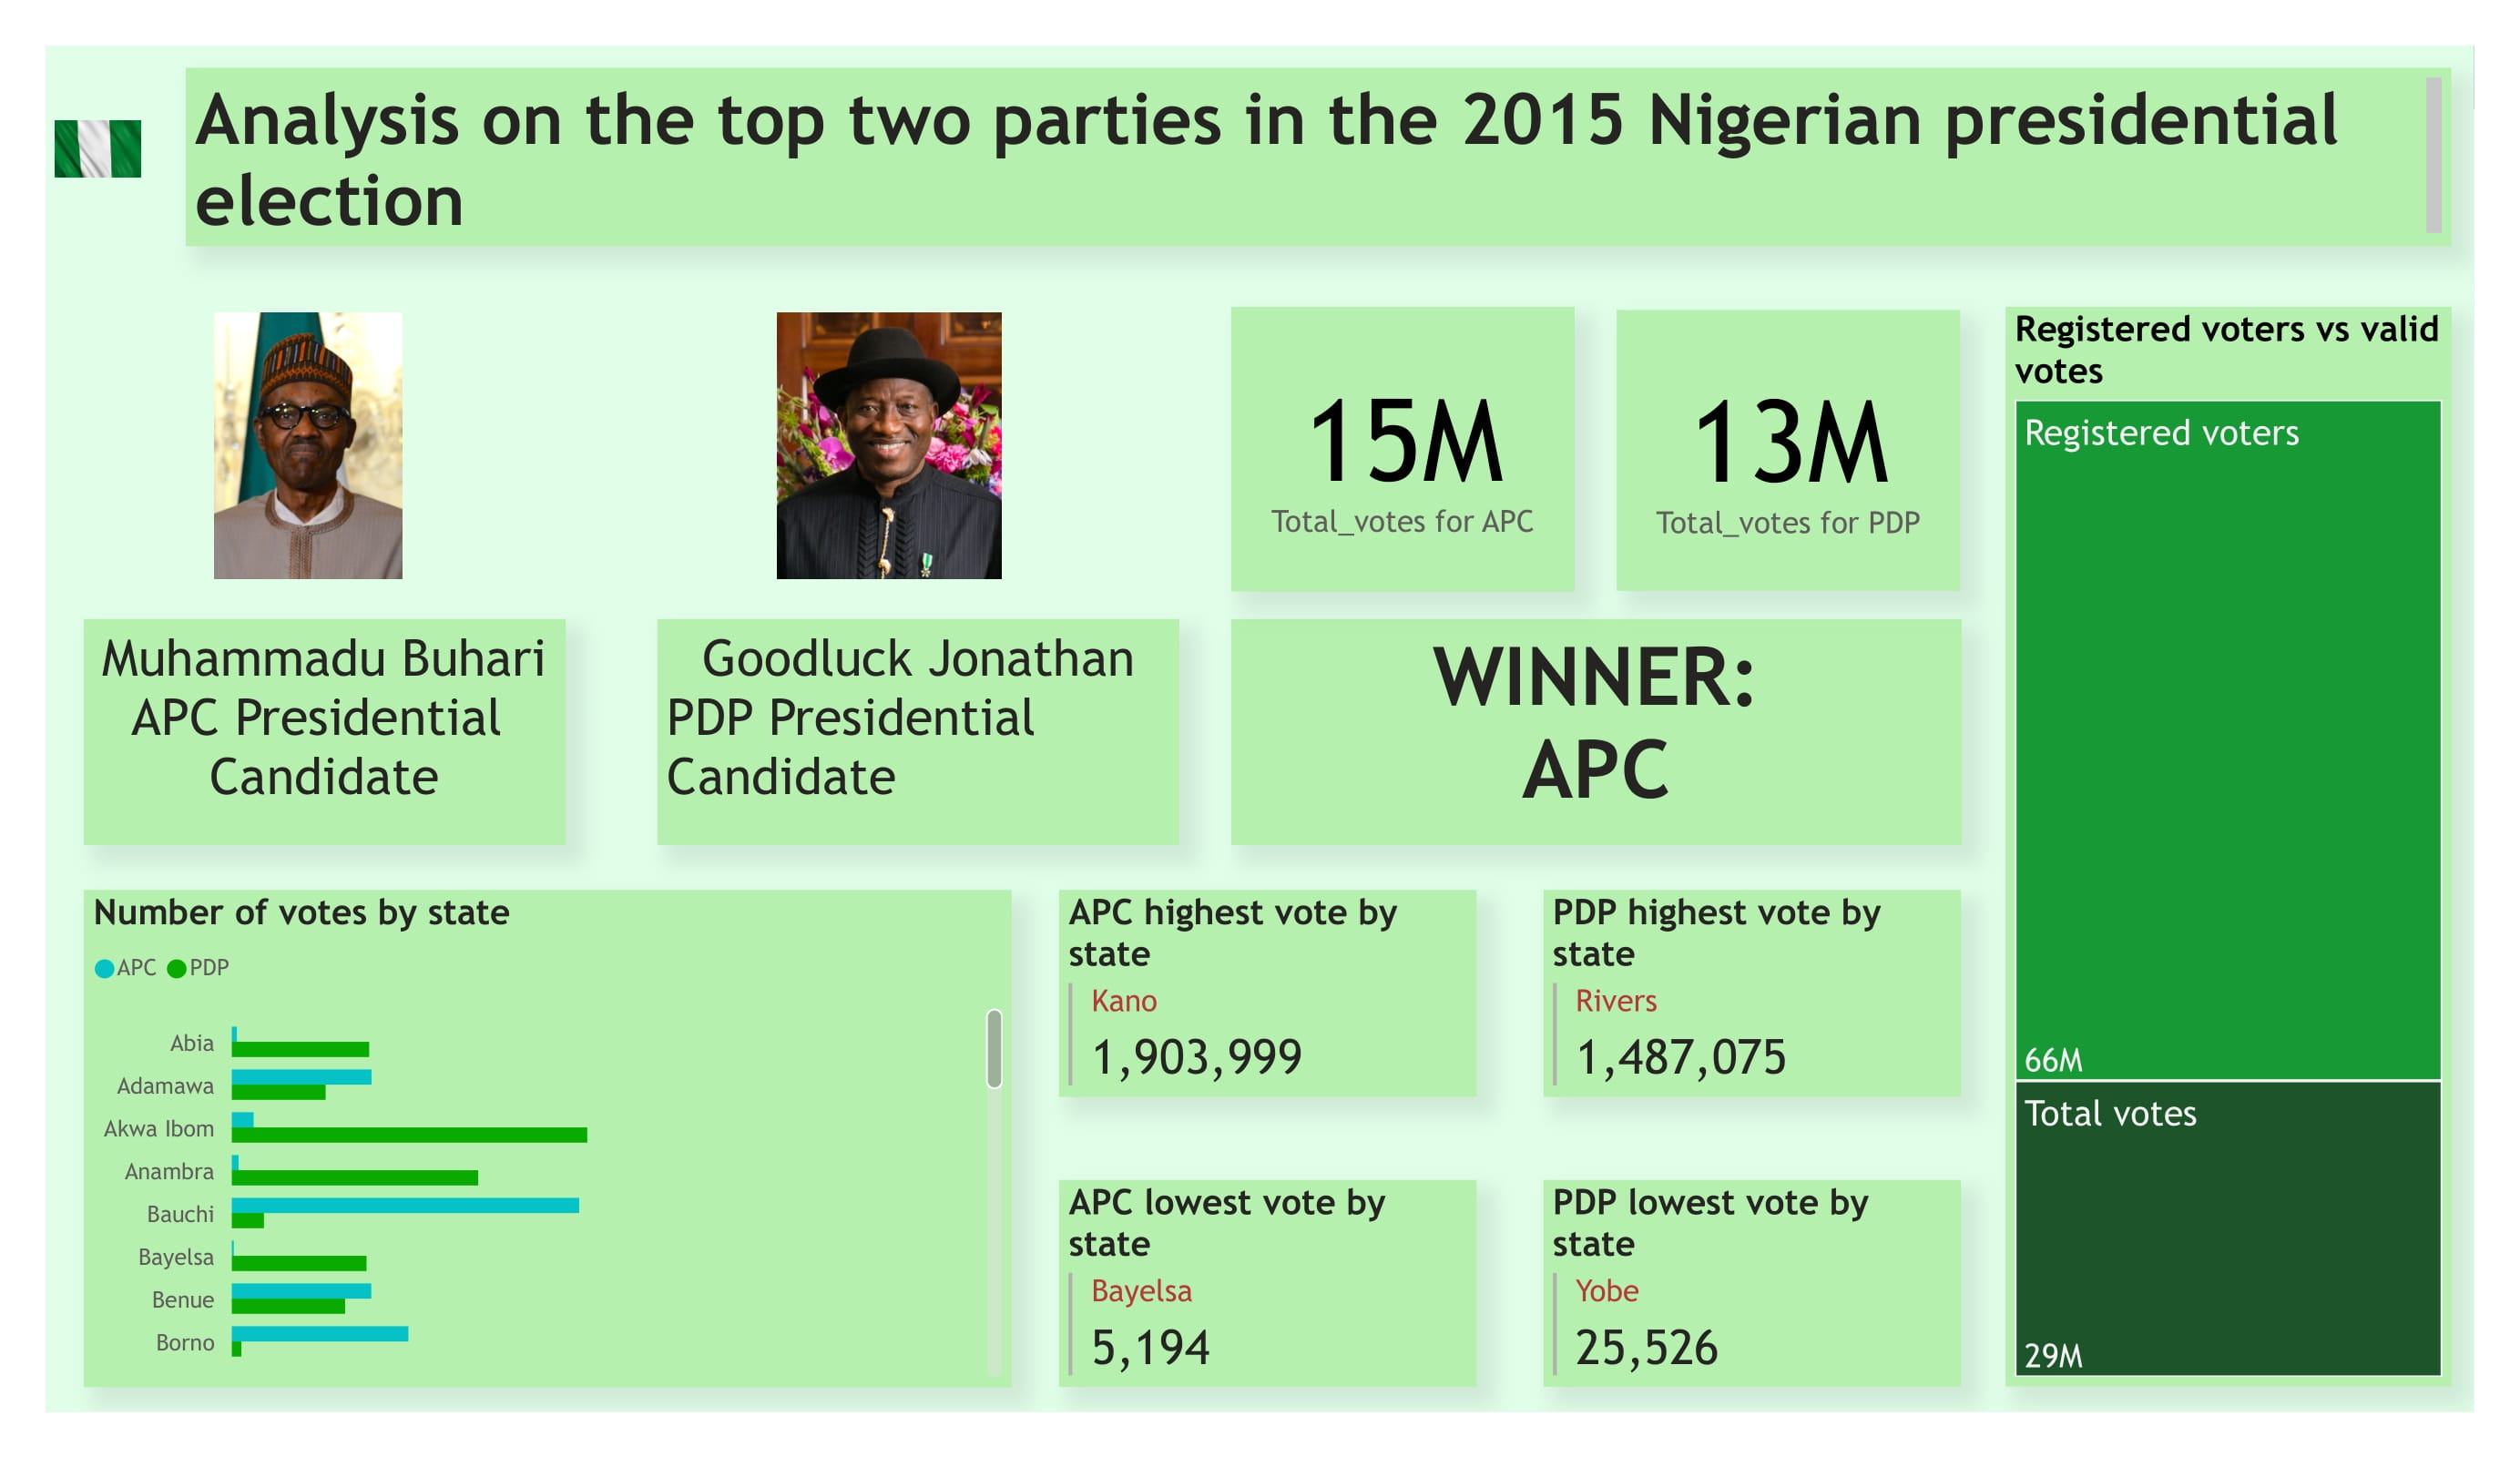 Analysis on the top two parties in the 2015 Nigerian presidential
election
Muhammadu Buhari
APC Presidential
Candidate
Goodluck Jonathan
PDP Presidential
Candidate
15M
Total_votes for APC
13M
Total_votes for PDP
WINNER:
APC
Registered voters vs valid
votes
Registered voters
66M
Total votes
29M
Number of votes by state
APC PDP
Abia
Adamawa
Akwa Ibom
Anambra
Bauchi
Bayelsa
Benue
Borno
APC highest vote by
state
Kano
1,903,999
PDP highest vote by
state
Rivers
1,487,075
APC lowest vote by
state
Bayelsa
5,194
PDP lowest vote by
state
Yobe
25,526